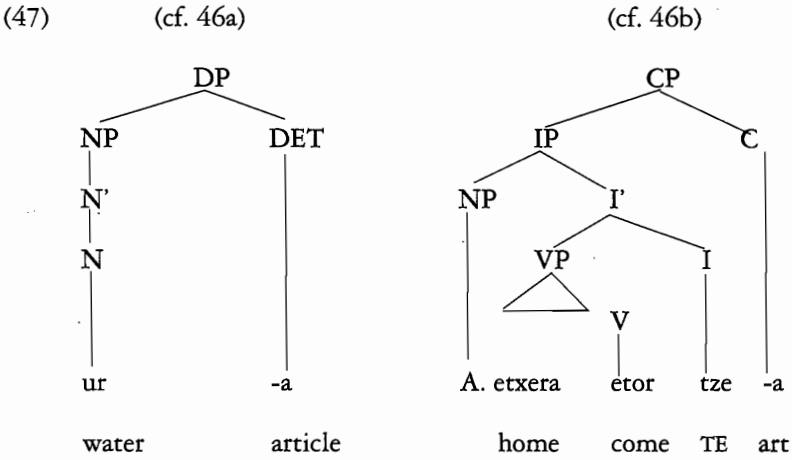 (47) (cf. 46a) (cf. 46b)
DP CP
NP DET IP C
N' NP I'
N VP I
V
ur -a A. etxera etor tze -a
water article home come TE art